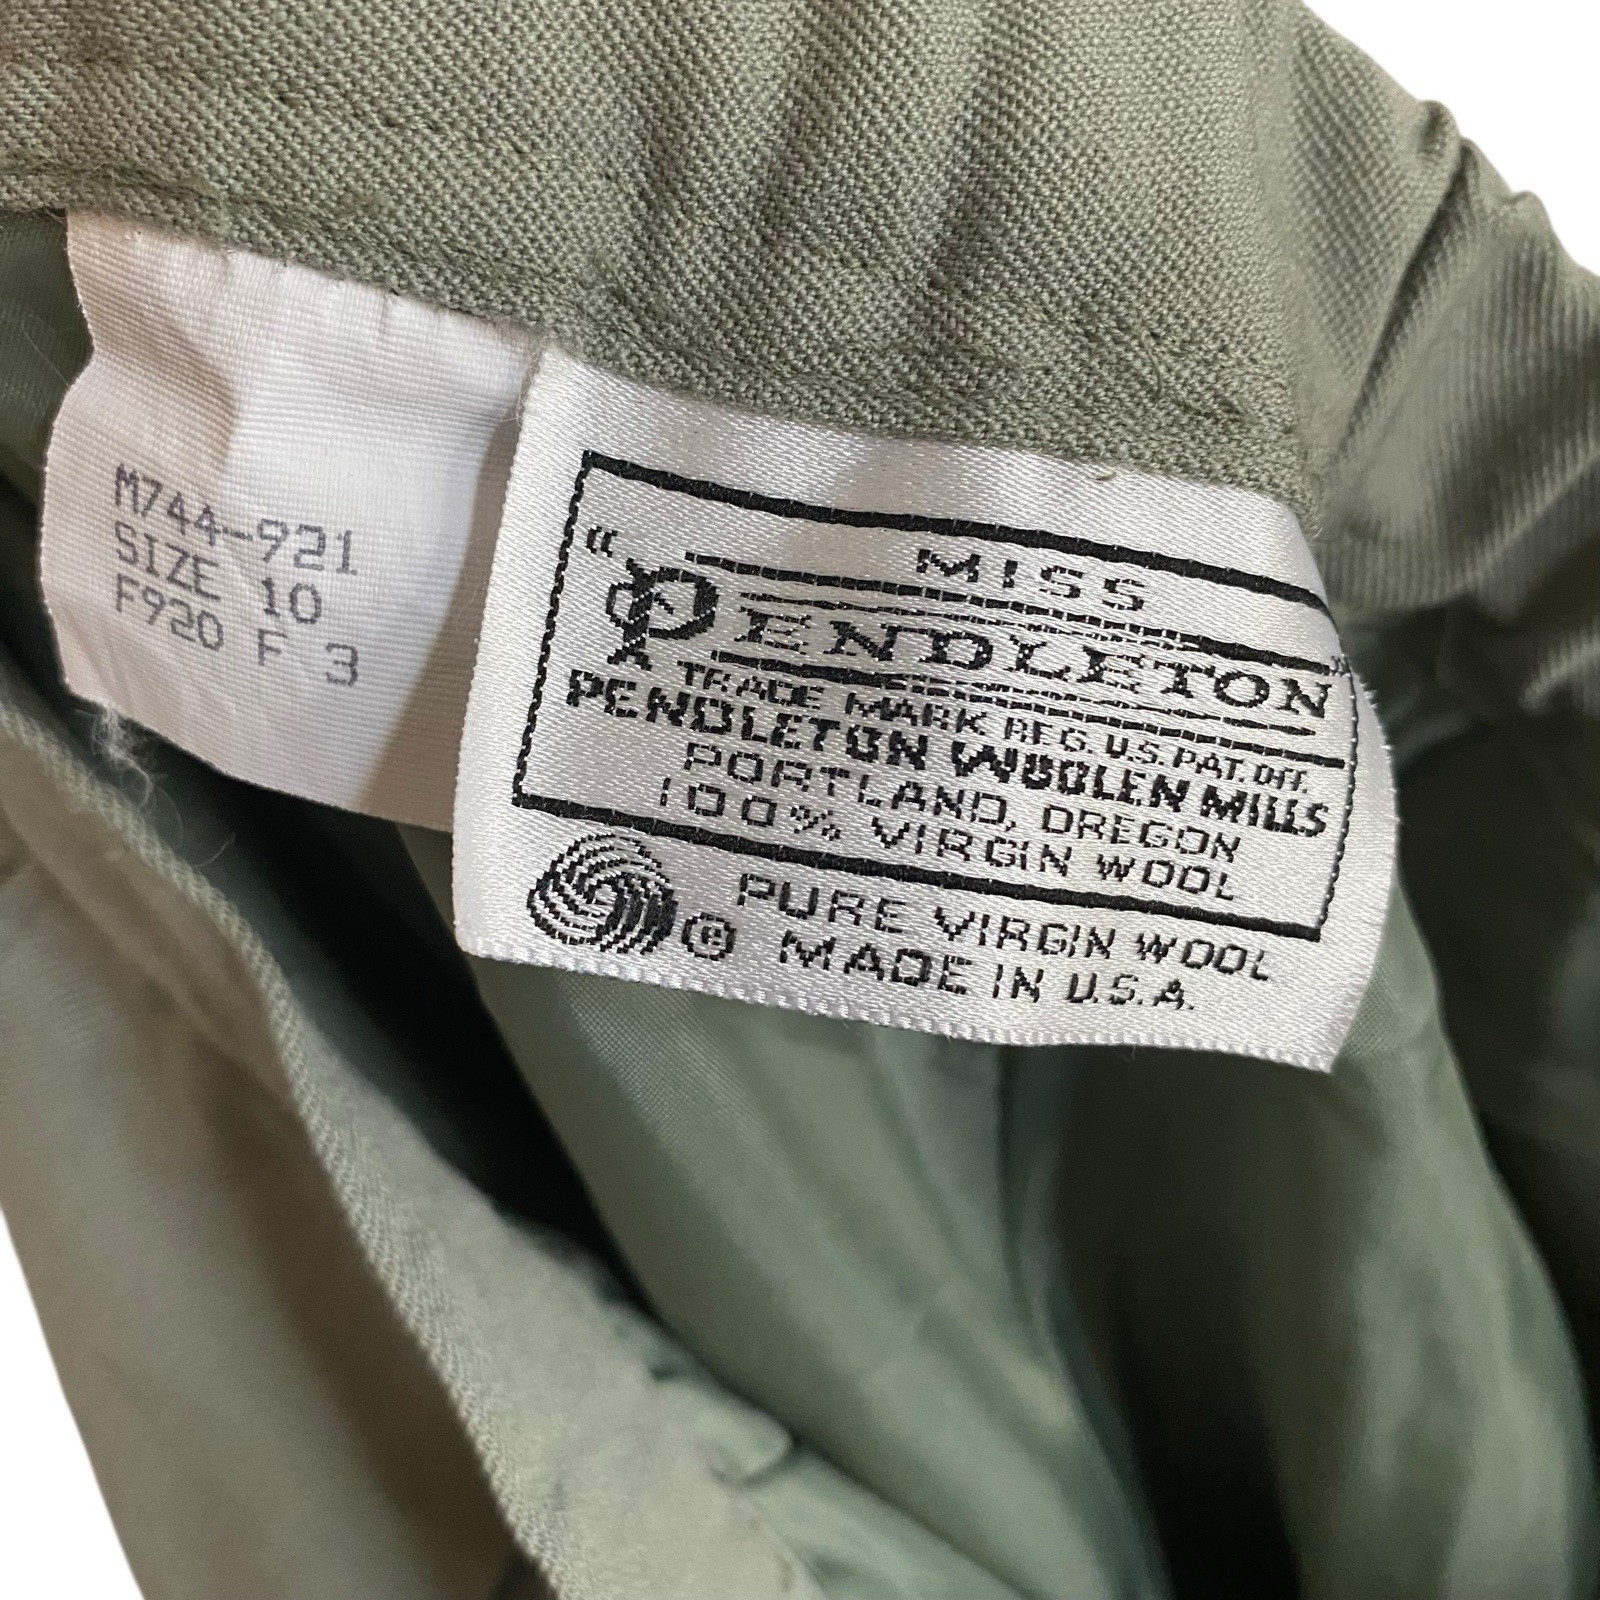 M744-921
SIZE 10
F920 F 3
MISS
"PENDLETON"
A TRADE MARK REG. U.S. PAT. OFF.
PENDLETON WOOLEN MILLS
PORTLAND, OREGON
100% VIRGIN WOOL
PURE VIRGIN WOOL
® MADE IN U.S.A.